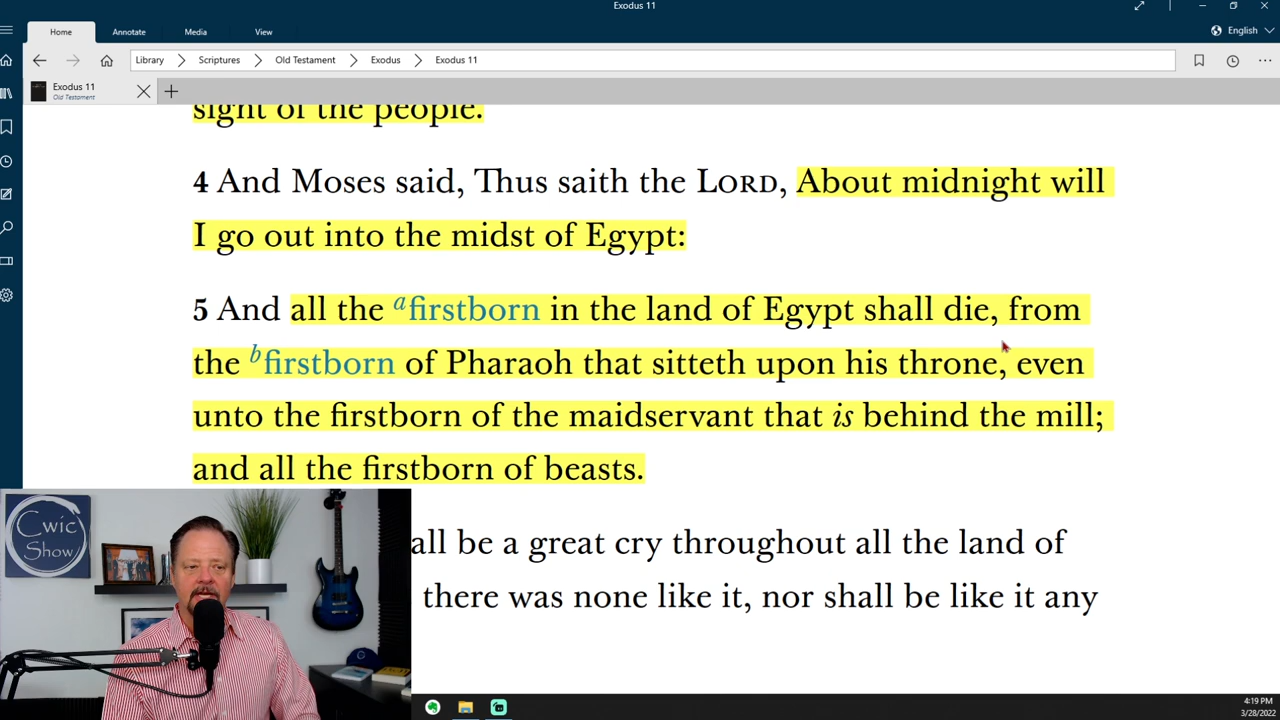 Exodus 11
Home Annotate Media View
English
Library Scriptures Old Testament Exodus Exodus 11
Exodus 11
Old Testament
sight of the people.
4 And Moses said, Thus saith the LORD, About midnight will
I go out into the midst of Egypt:
5 And all the a firstborn in the land of Egypt shall die, from
the b firstborn of Pharaoh that sitteth upon his throne, even
unto the firstborn of the maidservant that is behind the mill;
and all the firstborn of beasts.
all be a great cry throughout all the land of
there was none like it, nor shall be like it any
Cwic
Show
4:19 PM
3/28/2022